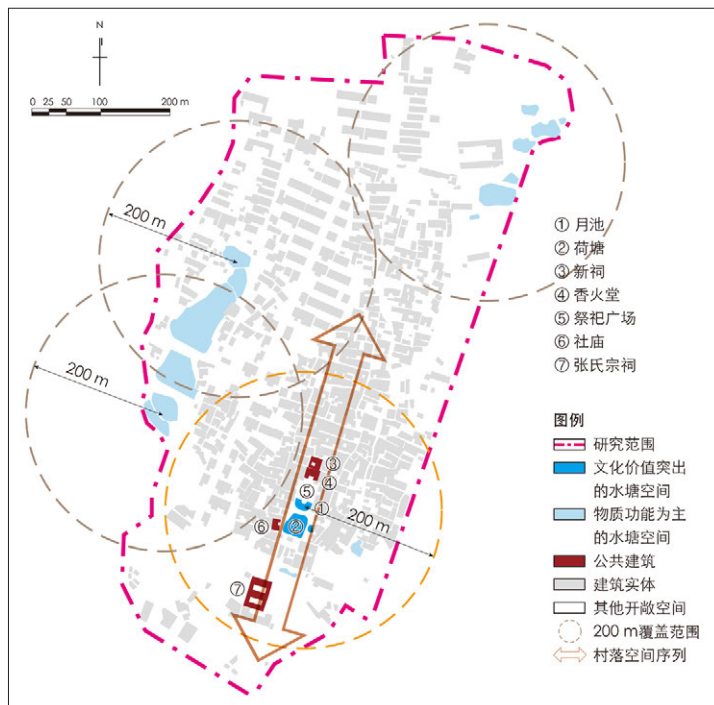 N
0 25 50 100 200 m
200 m
200 m
200 m
③
④
⑤
①
⑥
②
⑦
① 月池
② 荷塘
③ 新祠
④ 香火堂
⑤ 祭祀广场
⑥ 社庙
⑦ 张氏宗祠
图例
研究范围
文化价值突出
的水塘空间
物质功能为主
的水塘空间
公共建筑
建筑实体
其他开敞空间
200 m覆盖范围
村落空间序列